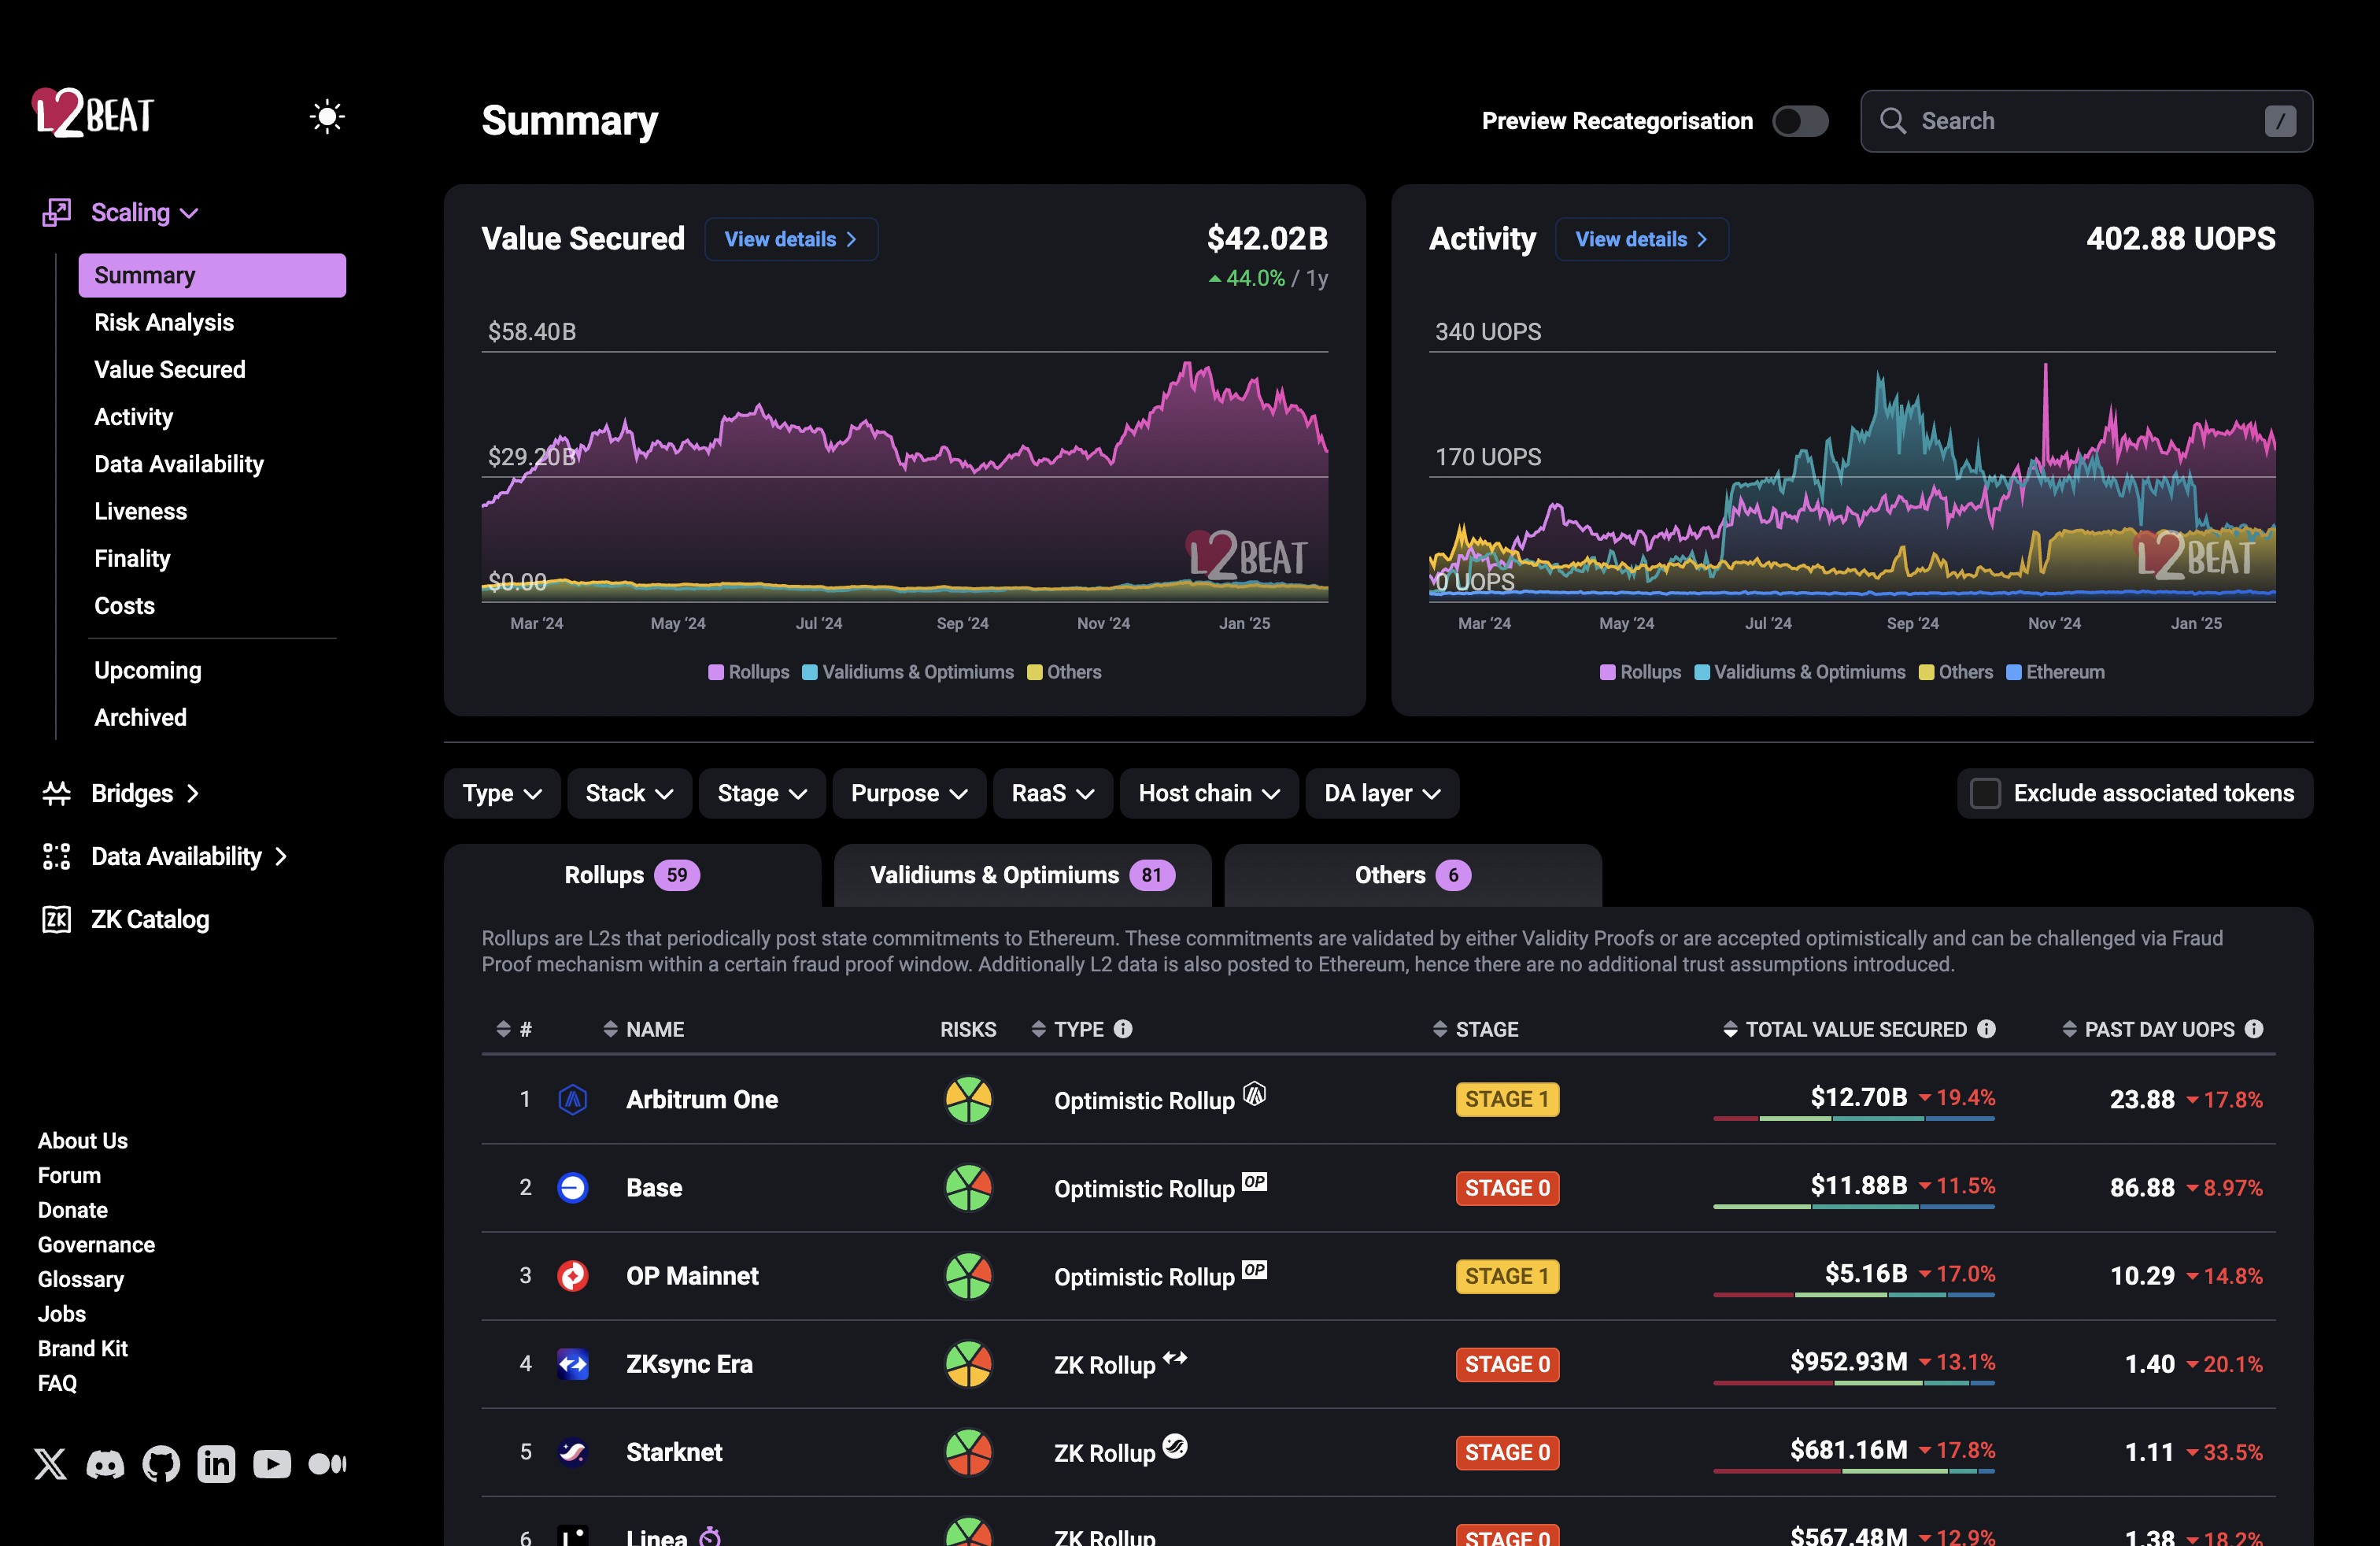 L2BEAT
Scaling
Summary
Risk Analysis
Value Secured
Activity
Data Availability
Liveness
Finality
Costs
Upcoming
Archived
Bridges
Data Availability
ZK Catalog
About Us
Forum
Donate
Governance
Glossary
Jobs
Brand Kit
FAQ
Summary
Preview Recategorisation
Search /
Value Secured View details $42.02B
44.0% / 1y
$58.40B
$29.20B
$0.00
L2BEAT
Mar ‘24 May ‘24 Jul ‘24 Sep ‘24 Nov ‘24 Jan ‘25
Rollups Validiums & Optimiums Others
Activity View details 402.88 UOPS
340 UOPS
170 UOPS
0 UOPS
L2BEAT
Mar ‘24 May ‘24 Jul ‘24 Sep ‘24 Nov ‘24 Jan ‘25
Rollups Validiums & Optimiums Others Ethereum
Type Stack Stage Purpose RaaS Host chain DA layer Exclude associated tokens
Rollups 59 Validiums & Optimiums 81 Others 6
Rollups are L2s that periodically post state commitments to Ethereum. These commitments are validated by either Validity Proofs or are accepted optimistically and can be challenged via Fraud
Proof mechanism within a certain fraud proof window. Additionally L2 data is also posted to Ethereum, hence there are no additional trust assumptions introduced.
# NAME RISKS TYPE STAGE TOTAL VALUE SECURED PAST DAY UOPS
1 Arbitrum One Optimistic Rollup STAGE 1 $12.70B 19.4% 23.88 17.8%
2 Base Optimistic Rollup OP STAGE 0 $11.88B 11.5% 86.88 8.97%
3 OP Mainnet Optimistic Rollup OP STAGE 1 $5.16B 17.0% 10.29 14.8%
4 ZKsync Era ZK Rollup STAGE 0 $952.93M 13.1% 1.40 20.1%
5 Starknet ZK Rollup STAGE 0 $681.16M 17.8% 1.11 33.5%
6 Linea ZK Rollup STAGE 0 $567.48M 12.9% 1.38 18.2%